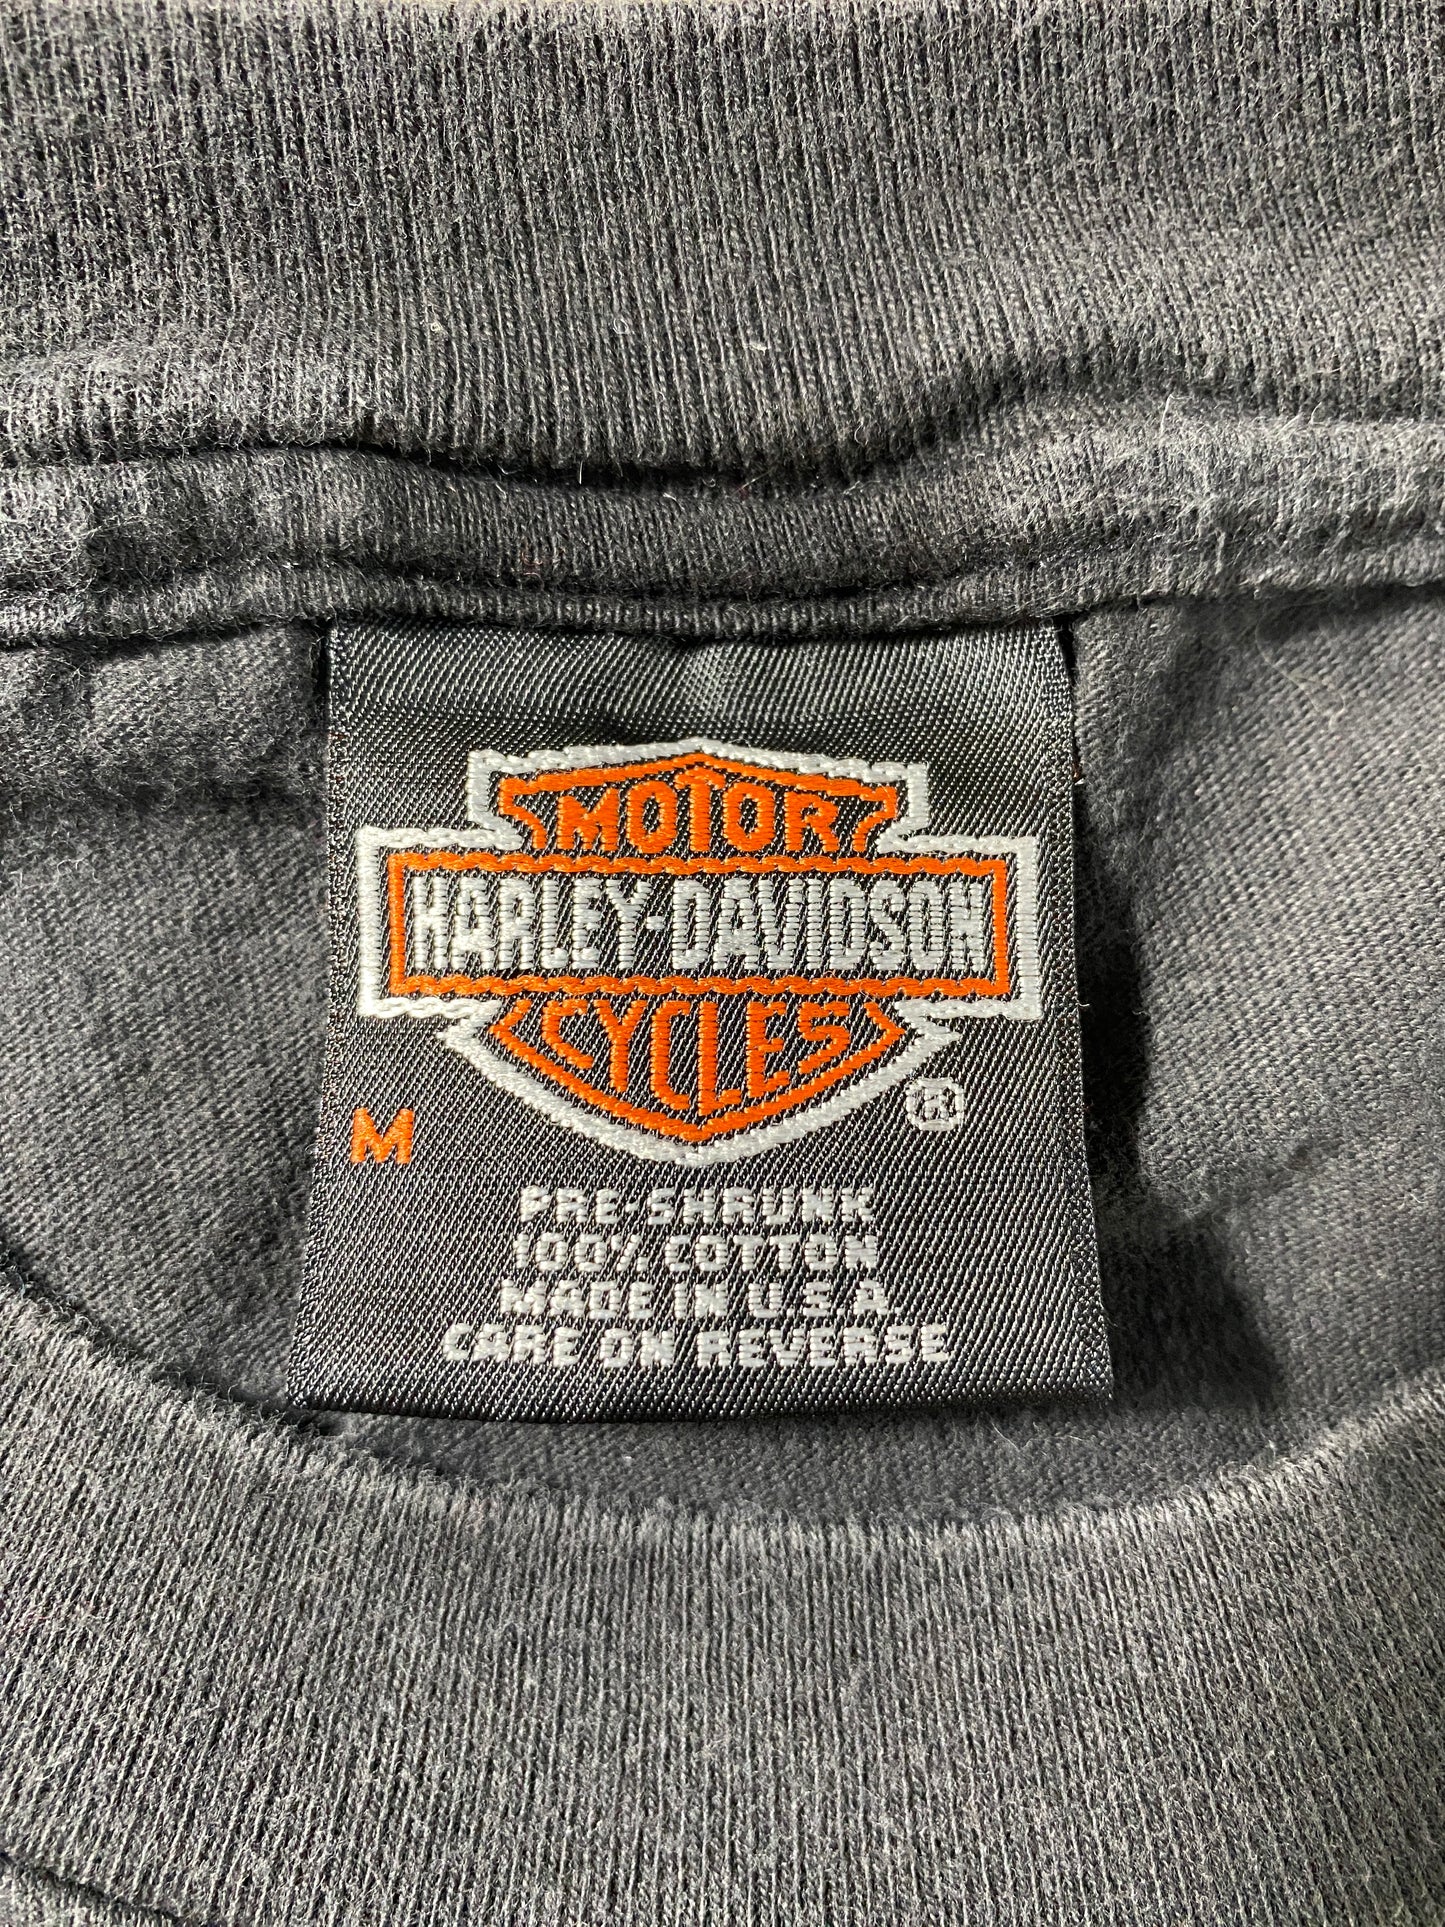 MOTOR
HARLEY-DAVIDSON
CYCLES
®
M
PRE-SHRUNK
100% COTTON
MADE IN U.S.A.
CARE ON REVERSE